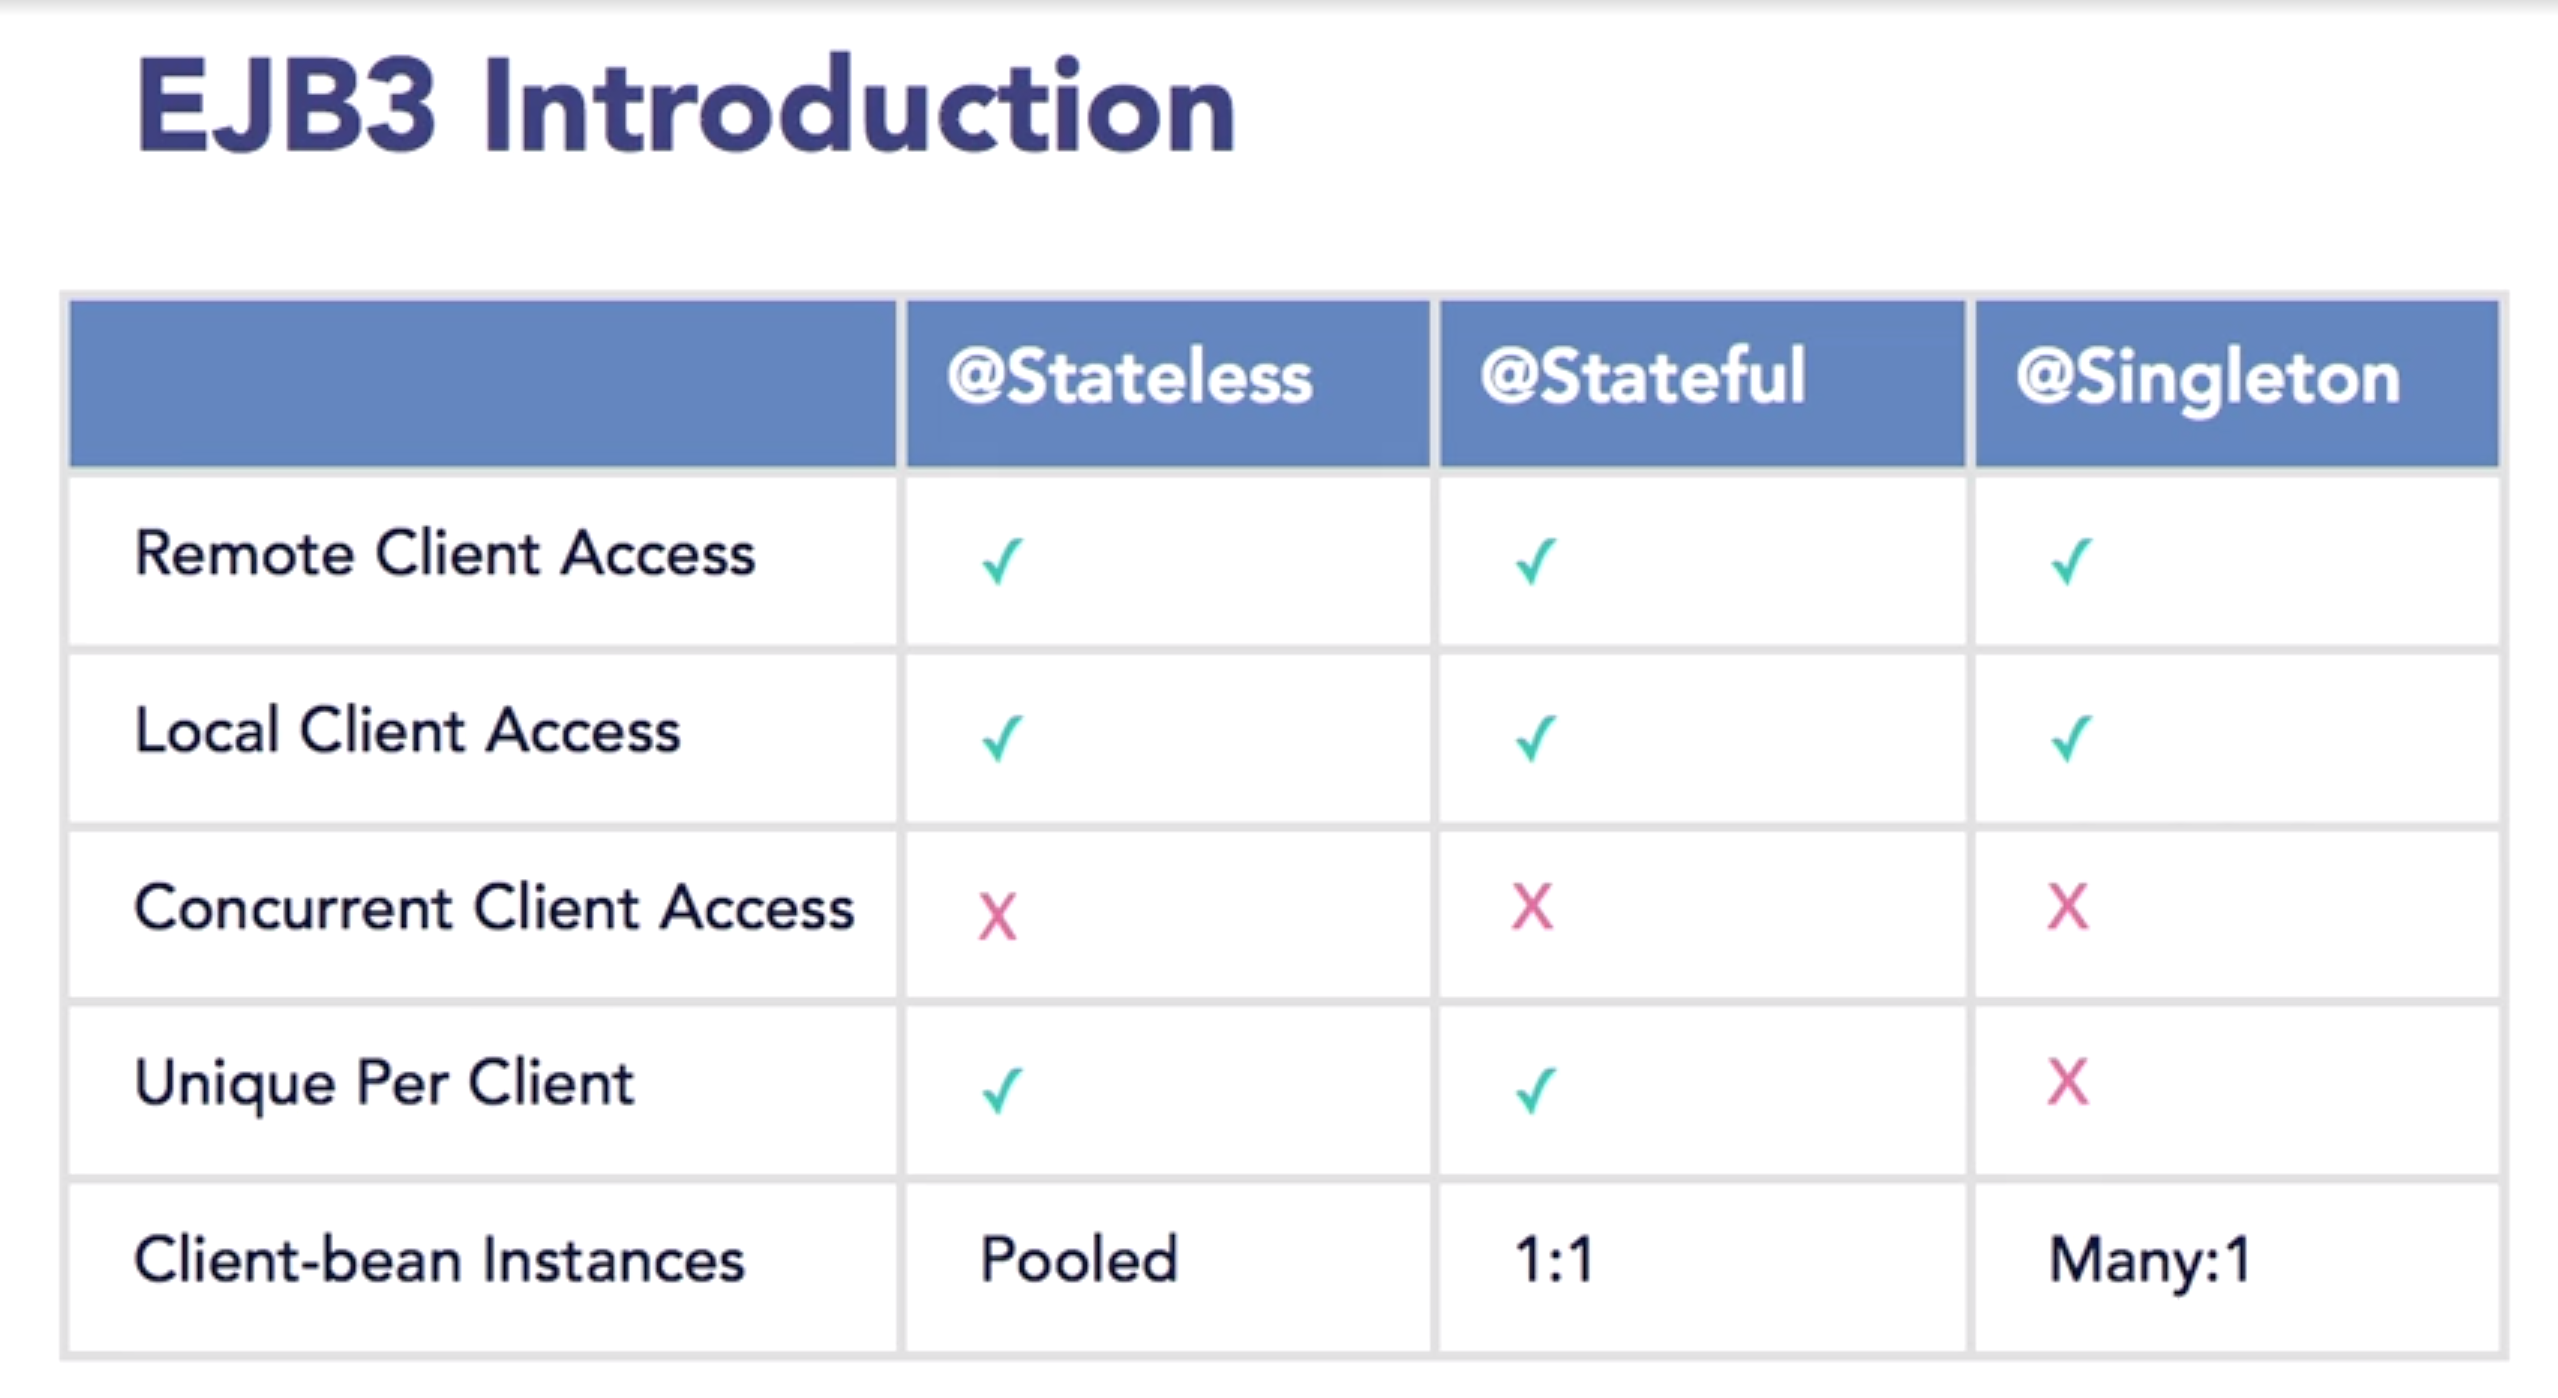 EJB3 Introduction
@Stateless @Stateful @Singleton
Remote Client Access ✓ ✓ ✓
Local Client Access ✓ ✓ ✓
Concurrent Client Access X X X
Unique Per Client ✓ ✓ X
Client-bean Instances Pooled 1:1 Many:1